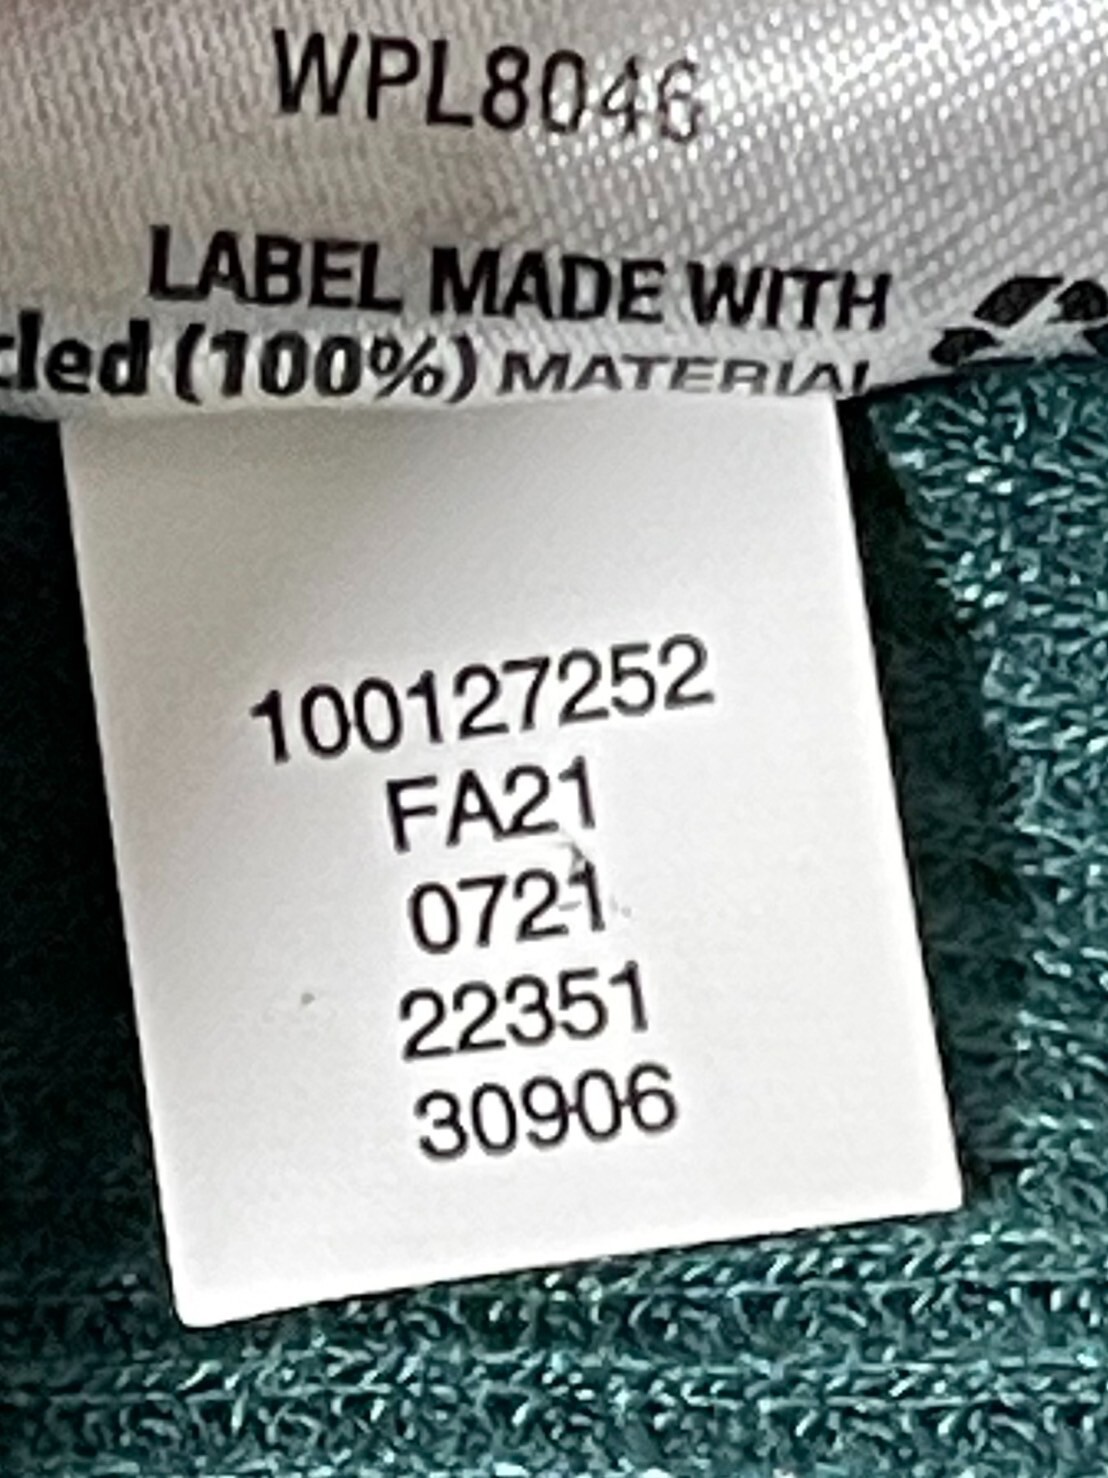 WPL8046
LABEL MADE WITH
cled (100%) MATERIAL
100127252
FA21
0721
22351
30906